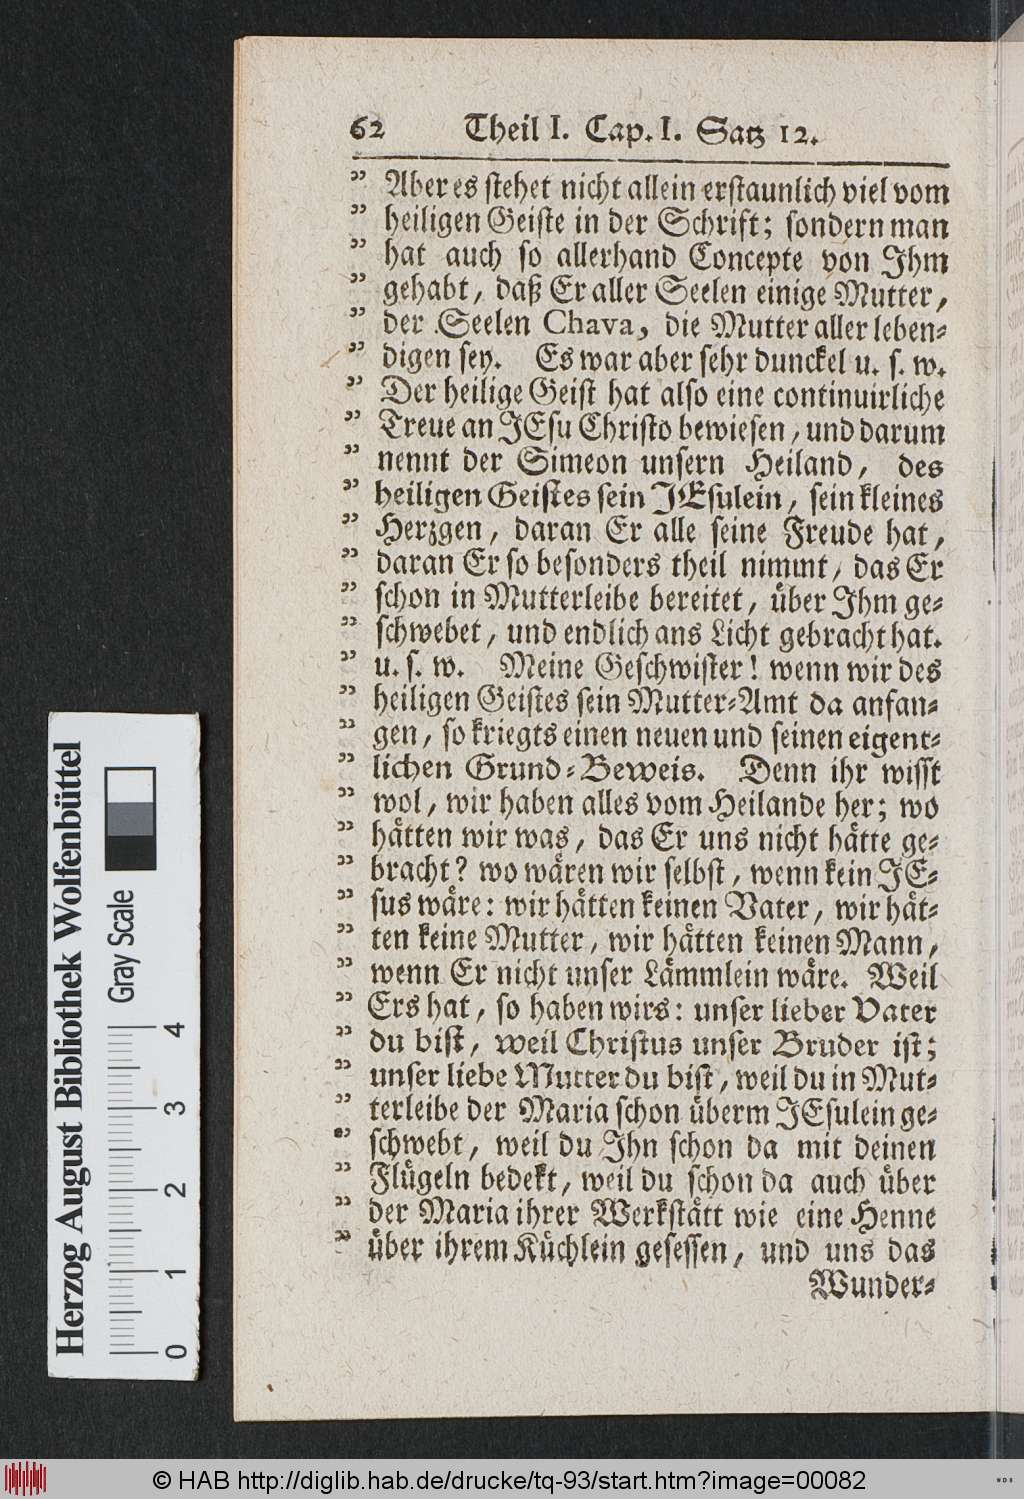 62 Theil I. Cap. I. Satz 12.
” Aber es stehet nicht allein erstaunlich viel vom
” heiligen Geiste in der Schrift; sondern man
” hat auch so allerhand Concepte von Ihm
” gehabt, daß Er aller Seelen einige Mutter,
” der Seelen Chava, die Mutter aller leben-
” digen sey. Es war aber sehr dunckel u. s. w.
” Der heilige Geist hat also eine continuirliche
” Treue an JEsu Christo bewiesen, und darum
” nennt der Simeon unsern Heiland, des
” heiligen Geistes sein JEsulein, sein kleines
” Herzgen, daran Er alle seine Freude hat,
” daran Er so besonders theil nimmt, das Er
” schon in Mutterleibe bereitet, über Ihm ge-
” schwebet, und endlich ans Licht gebracht hat.
” u. s. w. Meine Geschwister! wenn wir des
” heiligen Geistes sein Mutter-Amt da anfan-
” gen, so kriegts einen neuen und seinen eigent-
” lichen Grund-Beweis. Denn ihr wisst
” wol, wir haben alles vom Heilande her; wo
” hätten wir was, das Er uns nicht hätte ge-
” bracht? wo wären wir selbst, wenn kein JE-
” sus wäre: wir hätten keinen Vater, wir hät-
” ten keine Mutter, wir hätten keinen Mann,
” wenn Er nicht unser Lämmlein wäre. Weil
” Ers hat, so haben wirs: unser lieber Vater
” du bist, weil Christus unser Bruder ist;
” unser liebe Mutter du bist, weil du in Mut-
” terleibe der Maria schon überm JEsulein ge-
” schwebt, weil du Ihn schon da mit deinen
” Flügeln bedekt, weil du schon da auch über
” der Maria ihrer Werkstätt wie eine Henne
” über ihrem Küchlein gesessen, und uns das
Wunder-
Herzog August Bibliothek Wolfenbüttel
Gray Scale
0 1 2 3 4
© HAB http://diglib.hab.de/drucke/tq-93/start.htm?image=00082